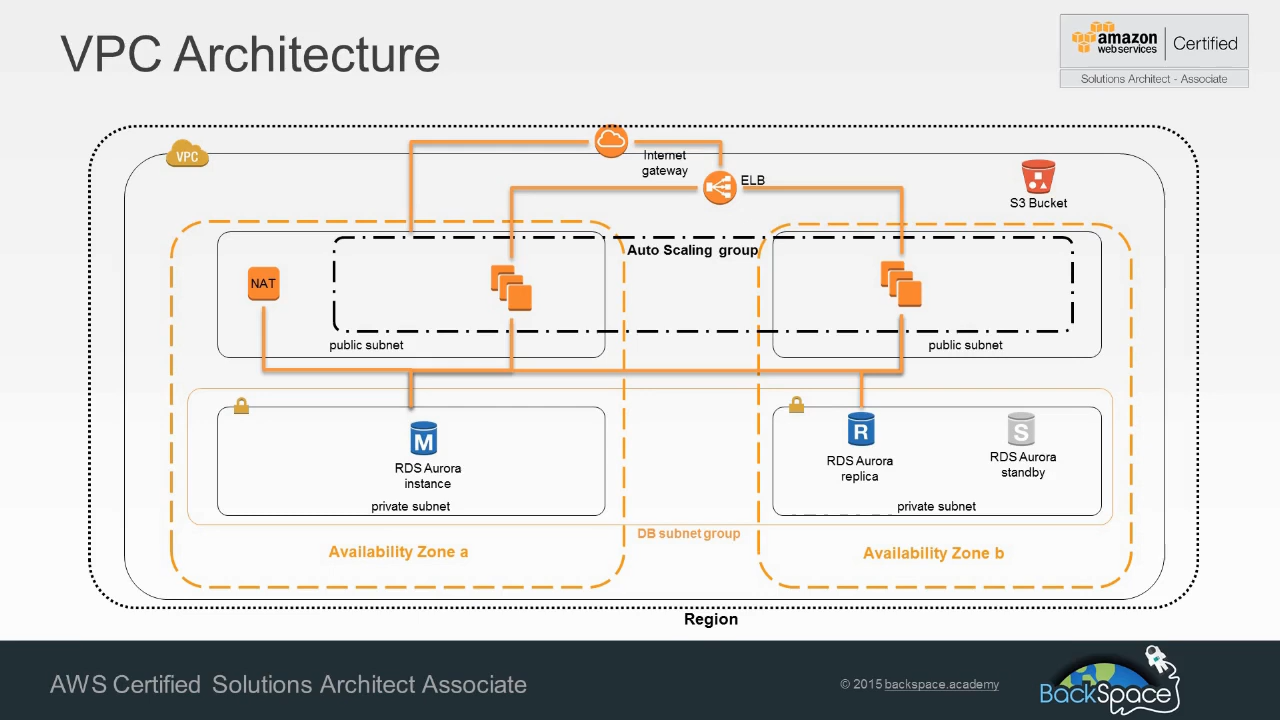 VPC Architecture
amazon
webservices
Certified
Solutions Architect - Associate
VPC
Internet
gateway
ELB
S3 Bucket
Auto Scaling group
NAT
public subnet
public subnet
M
RDS Aurora
instance
private subnet
R
RDS Aurora
replica
S
RDS Aurora
standby
private subnet
DB subnet group
Availability Zone a
Availability Zone b
Region
AWS Certified Solutions Architect Associate
© 2015 backspace.academy
BackSpace